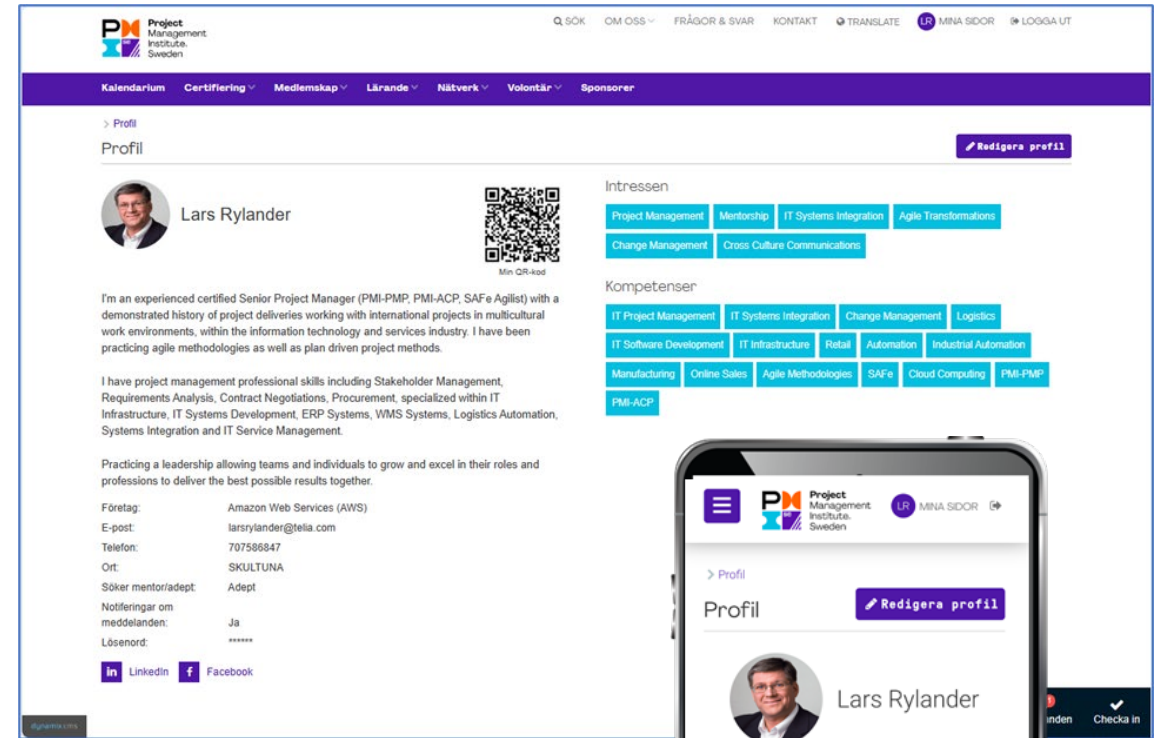 Project
Management
Institute.
Sweden
SÖK OM OSS FRÅGOR & SVAR KONTAKT TRANSLATE LR MINA SIDOR LOGGA UT
Kalendarium Certifiering Medlemskap Lärande Nätverk Volontär Sponsorer
> Profil
Profil
Redigera profil
Lars Rylander
Min QR-kod
I'm an experienced certified Senior Project Manager (PMI-PMP, PMI-ACP, SAFe Agilist) with a
demonstrated history of project deliveries working with international projects in multicultural
work environments, within the information technology and services industry. I have been
practicing agile methodologies as well as plan driven project methods.
I have project management professional skills including Stakeholder Management,
Requirements Analysis, Contract Negotiations, Procurement, specialized within IT
Infrastructure, IT Systems Development, ERP Systems, WMS Systems, Logistics Automation,
Systems Integration and IT Service Management.
Practicing a leadership allowing teams and individuals to grow and excel in their roles and
professions to deliver the best possible results together.
Företag: Amazon Web Services (AWS)
E-post: larsrylander@telia.com
Telefon: 707586847
Ort: SKULTUNA
Söker mentor/adept: Adept
Notiferingar om
meddelanden: Ja
Lösenord: ******
in LinkedIn f Facebook
Intressen
Project Management Mentorship IT Systems Integration Agile Transformations
Change Management Cross Culture Communications
Kompetenser
IT Project Management IT Systems Integration Change Management Logistics
IT Software Development IT Infrastructure Retail Automation Industrial Automation
Manufacturing Online Sales Agile Methodologies SAFe Cloud Computing PMI-PMP
PMI-ACP
Project
Management
Institute.
Sweden
LR MINA SIDOR
> Profil
Profil
Redigera profil
Lars Rylander
nden Checka in
dynamix cms